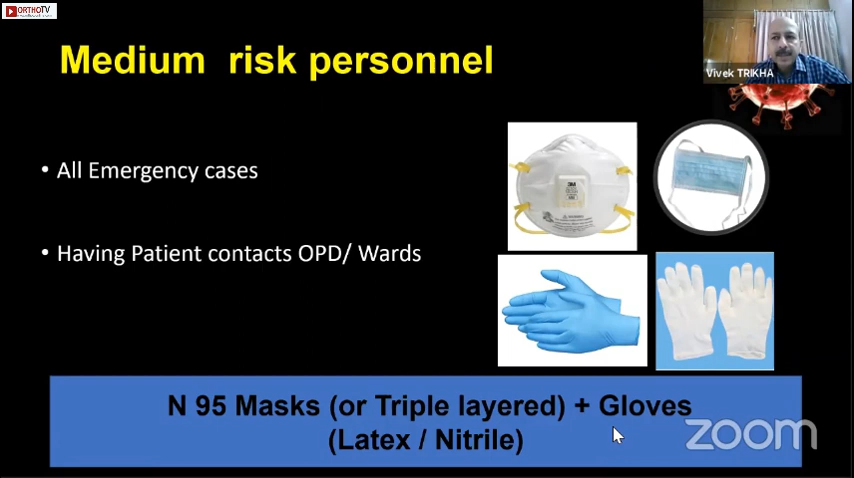 ORTHOTV
Vivek TRIKHA
Medium risk personnel
• All Emergency cases
• Having Patient contacts OPD/ Wards
3M
N 95 Masks (or Triple layered) + Gloves
(Latex / Nitrile)
zoom